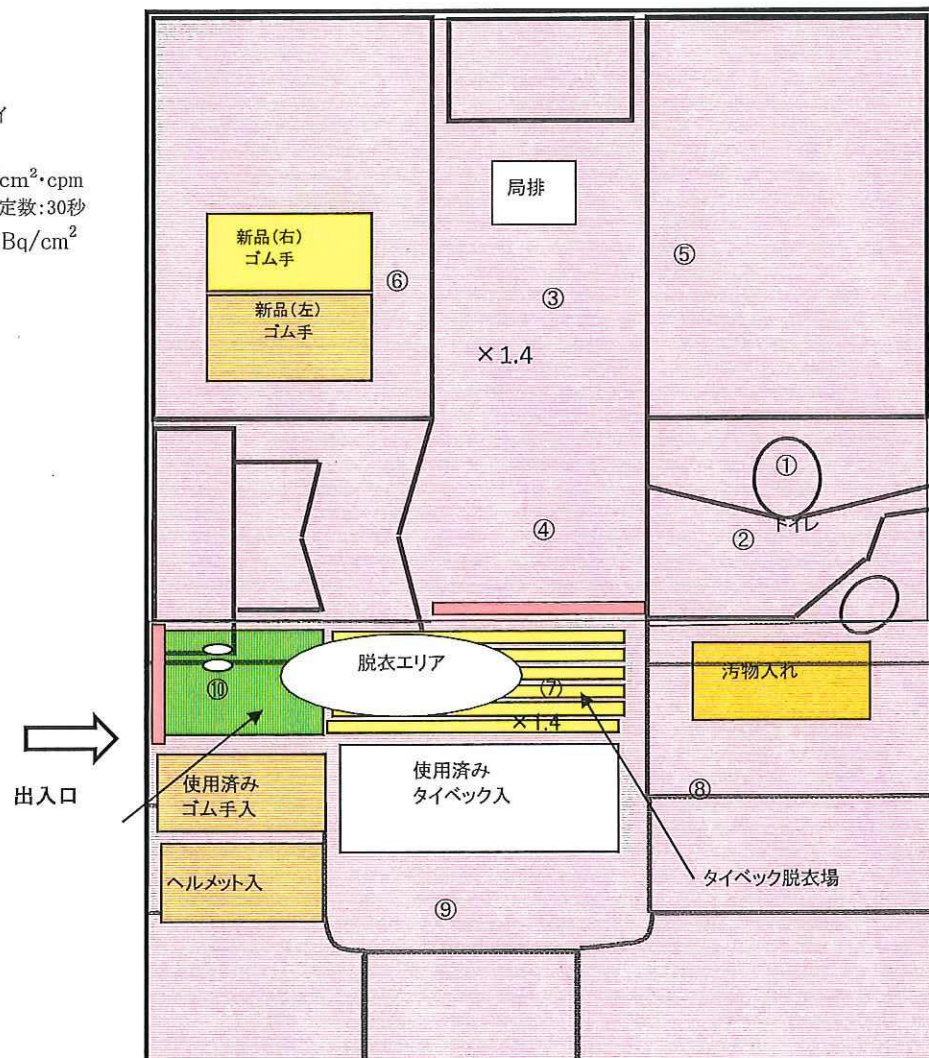 イ
cm²・cpm
定数:30秒
Bq/cm²
局排
新品(右)
ゴム手
⑥
新品(左)
ゴム手
③
⑤
×1.4
①
トイレ
②
④
脱衣エリア
⑦
×1.4
⑩
汚物入れ
出入口
使用済み
ゴム手入
使用済み
タイベック入
⑧
ヘルメット入
タイベック脱衣場
⑨